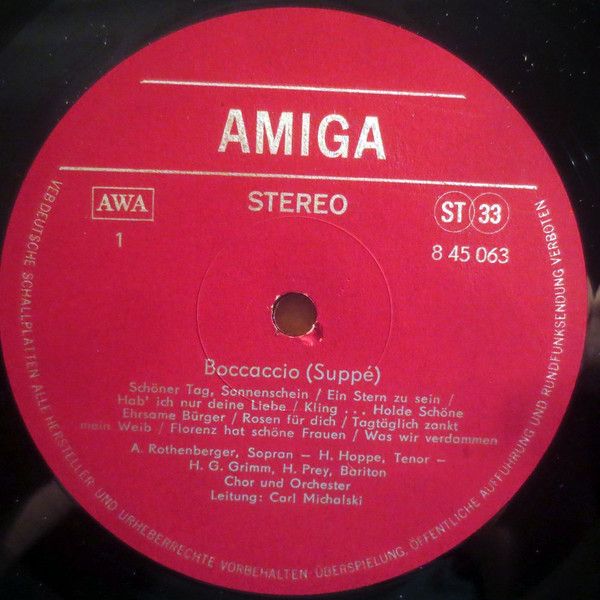 AMIGA
AWA
STEREO
ST 33
1
8 45 063
Boccaccio (Suppé)
Schöner Tag, Sonnenschein / Ein Stern zu sein /
Hab' ich nur deine Liebe / Kling ... Holde Schöne
Ehrsame Bürger / Rosen für dich / Tagtäglich zankt
mein Weib / Florenz hat schöne Frauen / Was wir verdammen
A. Rothenberger, Sopran — H. Hoppe, Tenor —
H. G. Grimm, H. Prey, Bariton
Chor und Orchester
Leitung: Carl Michalski
VEB DEUTSCHE SCHALLPLATTEN ALLE HERSTELLER- UND URHEBERRECHTE VORBEHALTEN ÜBERSPIELUNG, ÖFFENTLICHE AUFFÜHRUNG UND RUNDFUNKSENDUNG VERBOTEN